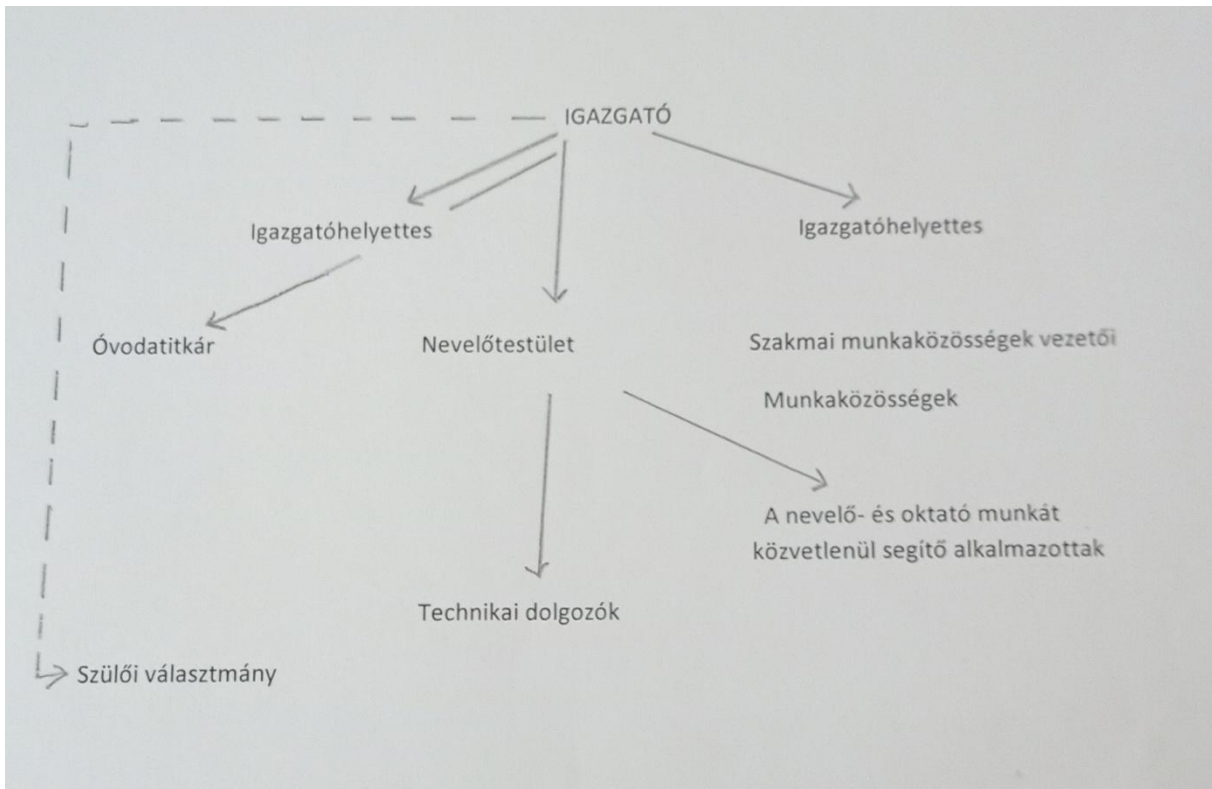 IGAZGATÓ
Igazgatóhelyettes
Igazgatóhelyettes
Óvodatitkár
Nevelőtestület
Szakmai munkaközösségek vezetői
Munkaközösségek
A nevelő- és oktató munkát
közvetlenül segítő alkalmazottak
Technikai dolgozók
Szülői választmány